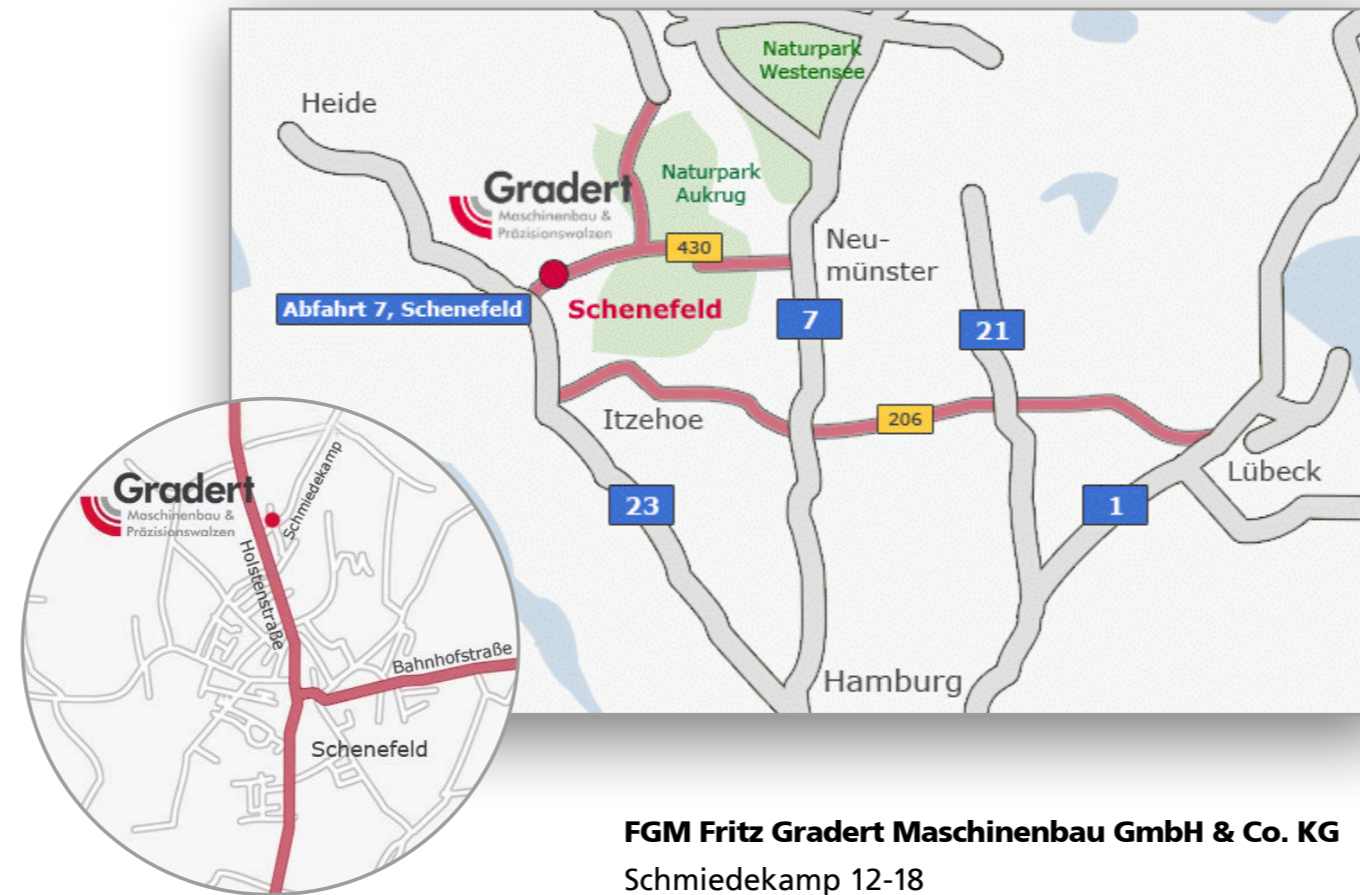 Naturpark
Westensee
Heide
Naturpark
Aukrug
Gradert
Maschinenbau &
Präzisionswalzen
430
Neu-
münster
Abfahrt 7, Schenefeld
Schenefeld
7
21
Itzehoe
206
Lübeck
23
1
Hamburg
Gradert
Maschinenbau &
Präzisionswalzen
Schmiedekamp
Holstenstraße
Bahnhofstraße
Schenefeld
FGM Fritz Gradert Maschinenbau GmbH & Co. KG
Schmiedekamp 12-18